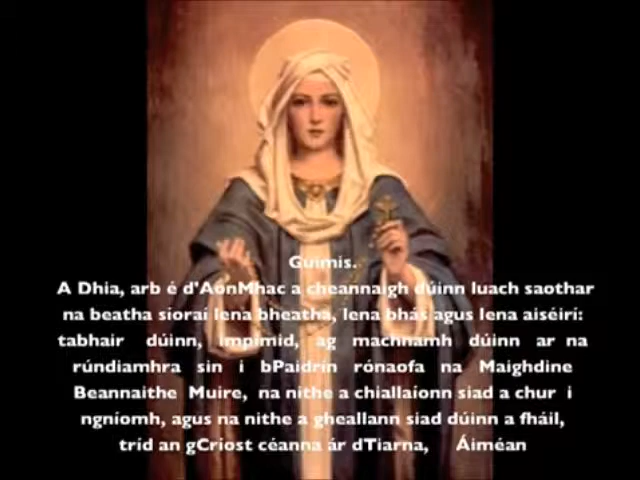 Guimis.
A Dhia, arb é d'AonMhac a cheannaigh dúinn luach saothar
na beatha síoraí lena bheatha, lena bhás agus lena aiséirí:
tabhair dúinn, impímid, ag machnamh dúinn ar na
rúndiamhra sin i bPaidrín rónaofa na Maighdine
Beannaithe Muire, na nithe a chiallaíonn siad a chur i
ngníomh, agus na nithe a gheallann siad dúinn a fháil,
tríd an gCríost céanna ár dTiarna, Áiméan